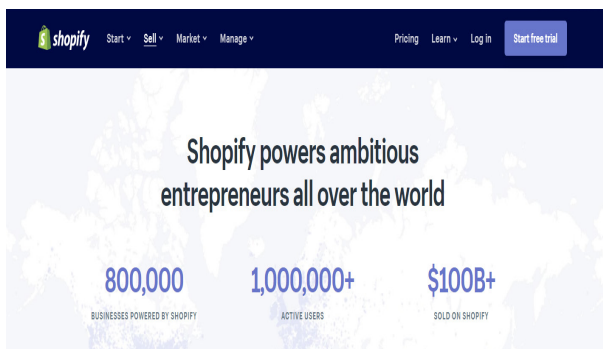 shopify Start Sell Market Manage Pricing Learn Log in Start free trial
Shopify powers ambitious
entrepreneurs all over the world
800,000 1,000,000+ $100B+
BUSINESSES POWERED BY SHOPIFY ACTIVE USERS SOLD ON SHOPIFY